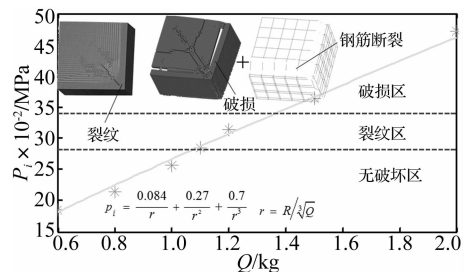 50
45
40
35
30
25
20
15
P_i×10⁻²/MPa
裂纹
+
破损
钢筋断裂
破损区
裂纹区
无破坏区
p_i = 0.084/r + 0.27/r² + 0.7/r³  r = R/∛Q
0.6 0.8 1.0 1.2 1.4 1.6 1.8 2.0
Q/kg